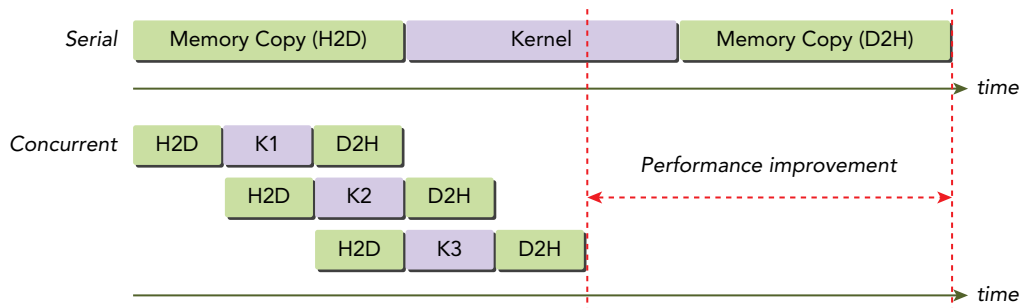 Serial Memory Copy (H2D) Kernel Memory Copy (D2H)
time
Concurrent H2D K1 D2H
Performance improvement
H2D K2 D2H
H2D K3 D2H
time